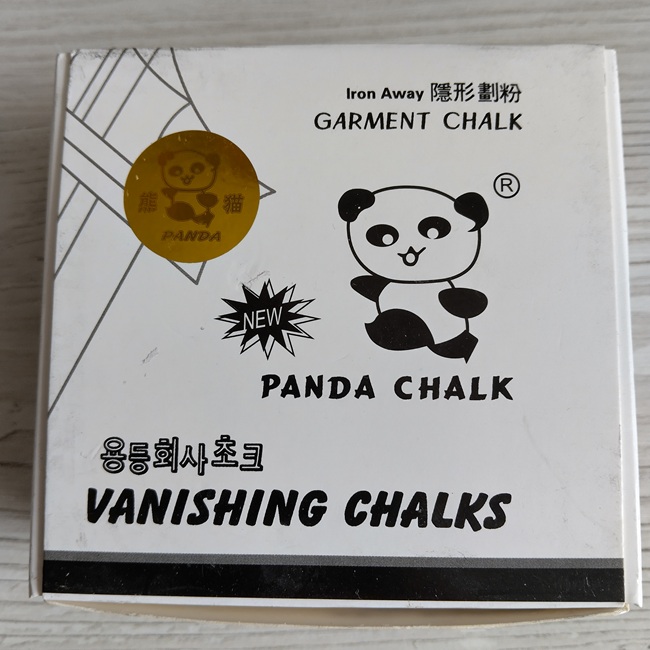 Iron Away 隱形劃粉
GARMENT CHALK
®
熊 猫
PANDA
NEW
PANDA CHALK
용등회사초크
VANISHING CHALKS